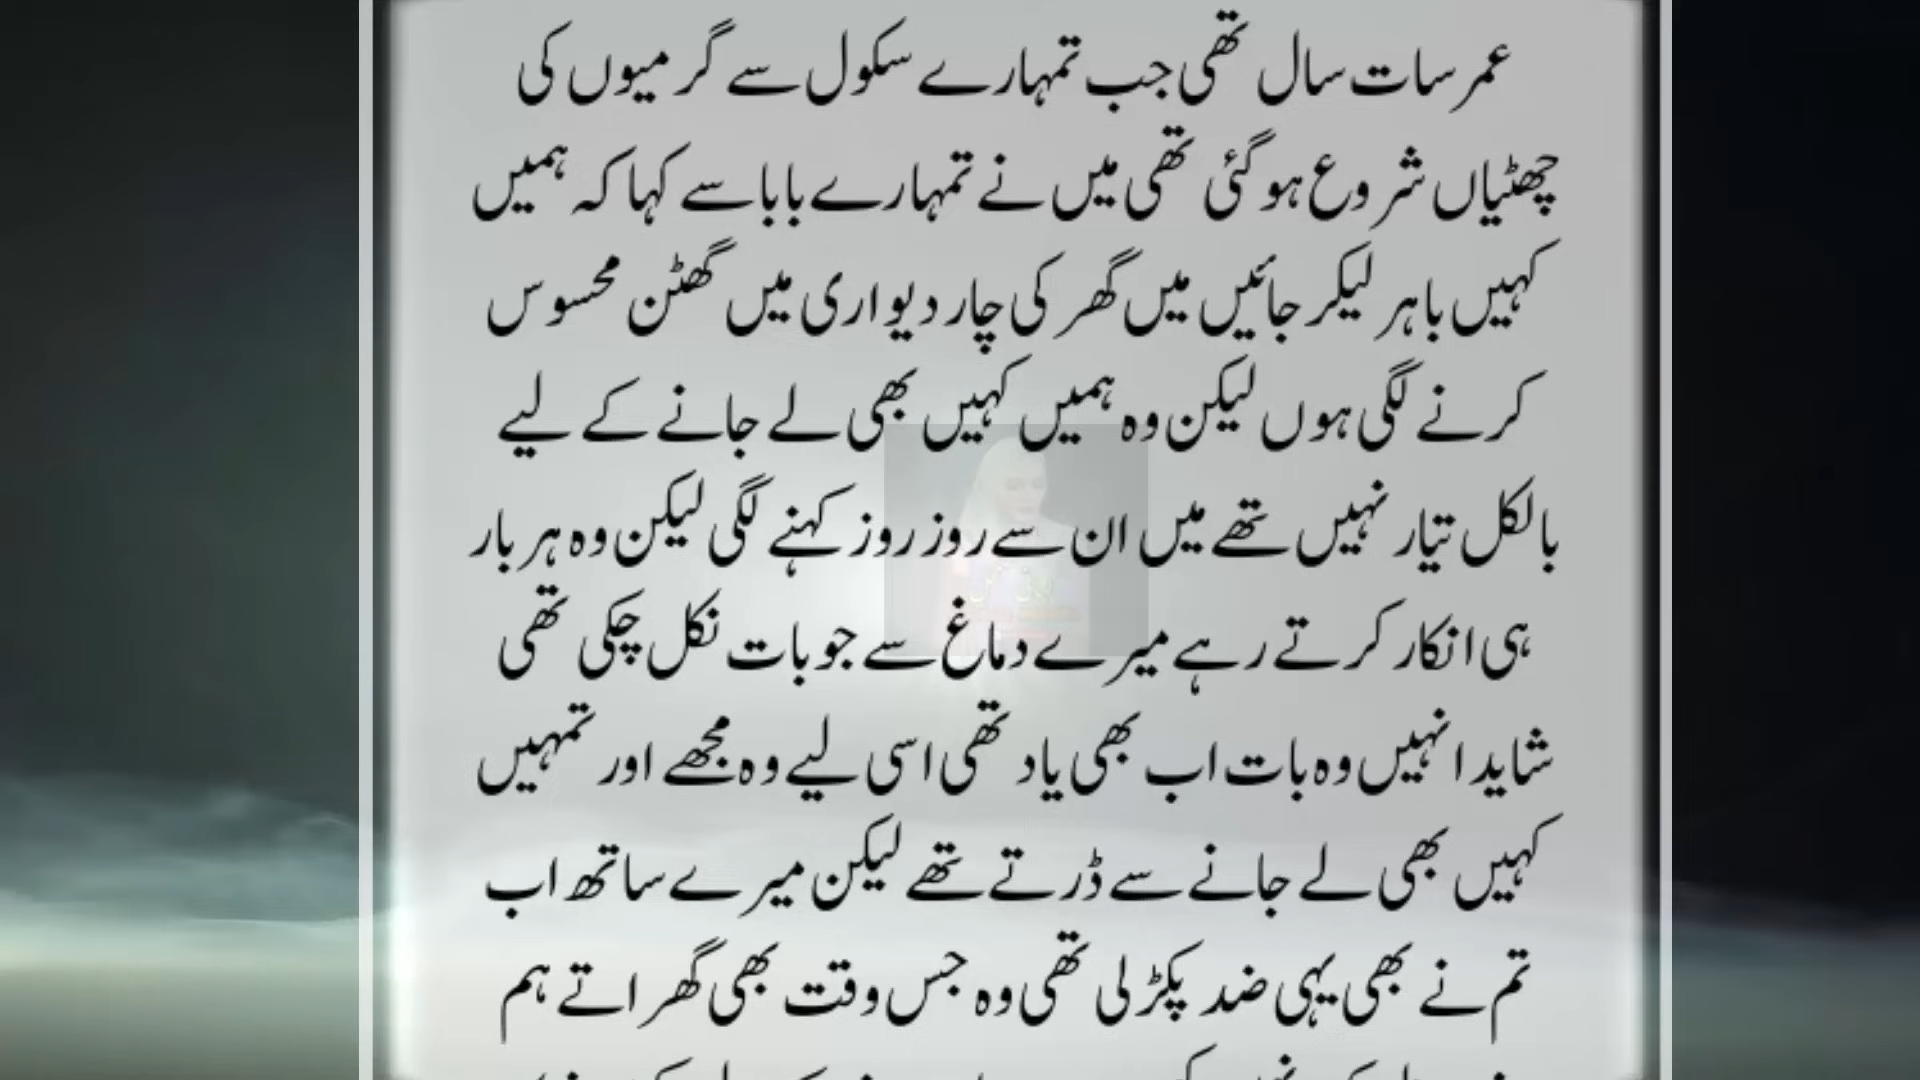 عمر سات سال تھی جب تمہارے سکول سے گرمیوں کی
چھٹیاں شروع ہو گئی تھی میں نے تمہارے بابا سے کہا کہ ہمیں
کہیں باہر لیکر جائیں میں گھر کی چار دیواری میں گھٹن محسوس
کرنے لگی ہوں لیکن وہ ہمیں کہیں بھی لے جانے کے لیے
بالکل تیار نہیں تھے میں ان سے روز روز کہنے لگی لیکن وہ ہر بار
ہی انکار کرتے رہے میرے دماغ سے جو بات نکل چکی تھی
شاید انہیں وہ بات اب بھی یاد تھی اسی لیے وہ مجھے اور تمہیں
کہیں بھی لے جانے سے ڈرتے تھے لیکن میرے ساتھ اب
تم نے بھی یہی ضد پکڑ لی تھی وہ جس وقت بھی گھر اتے ہم